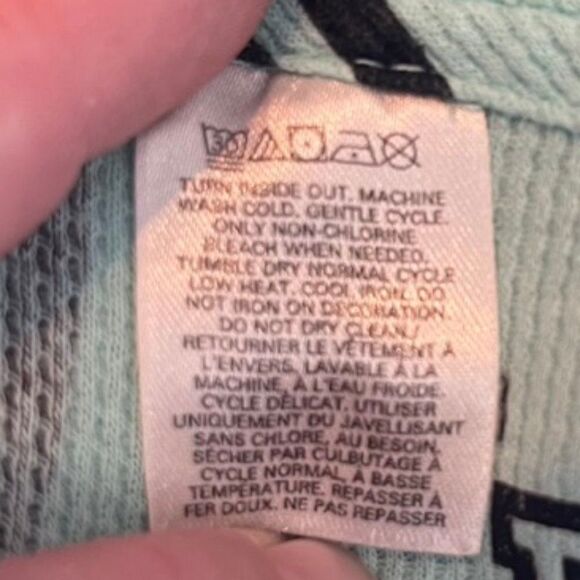 30
TURN INSIDE OUT. MACHINE
WASH COLD. GENTLE CYCLE.
ONLY NON-CHLORINE
BLEACH WHEN NEEDED.
TUMBLE DRY NORMAL CYCLE
LOW HEAT. COOL IRON. DO
NOT IRON ON DECORATION.
DO NOT DRY CLEAN./
RETOURNER LE VÊTEMENT À
L'ENVERS, LAVABLE À LA
MACHINE, À L'EAU FROIDE.
CYCLE DÉLICAT. UTILISER
UNIQUEMENT DU JAVELLISANT
SANS CHLORE, AU BESOIN.
SÉCHER PAR CULBUTAGE À
CYCLE NORMAL, À BASSE
TEMPÉRATURE. REPASSER À
FER DOUX. NE PAS REPASSER